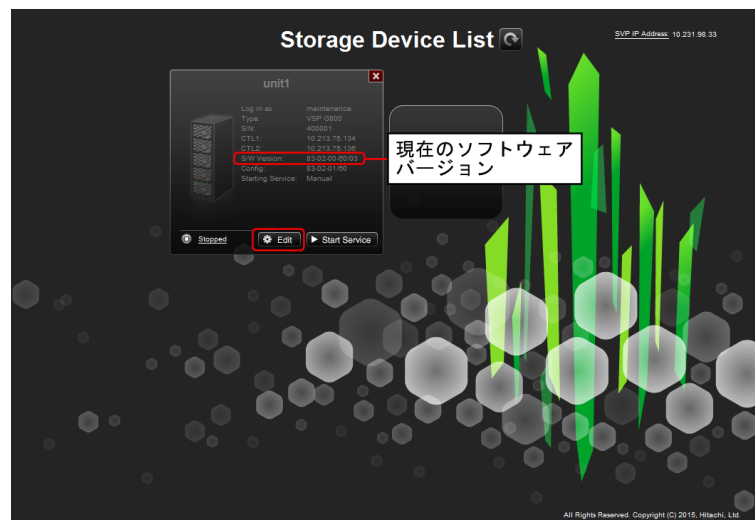 Storage Device List
SVP IP Address: 10.231.98.33
unit1
Log in as maintenance
Type: VSP G800
S/N: 400001
CTL1: 10.213.75.134
CTL2: 10.213.75.136
S/W Version: 83-02-00-60/03
Config: 83-02-01/60
Starting Service: Manual
現在のソフトウェア
バージョン
Stopped Edit Start Service
All Rights Reserved. Copyright (C) 2015, Hitachi, Ltd.